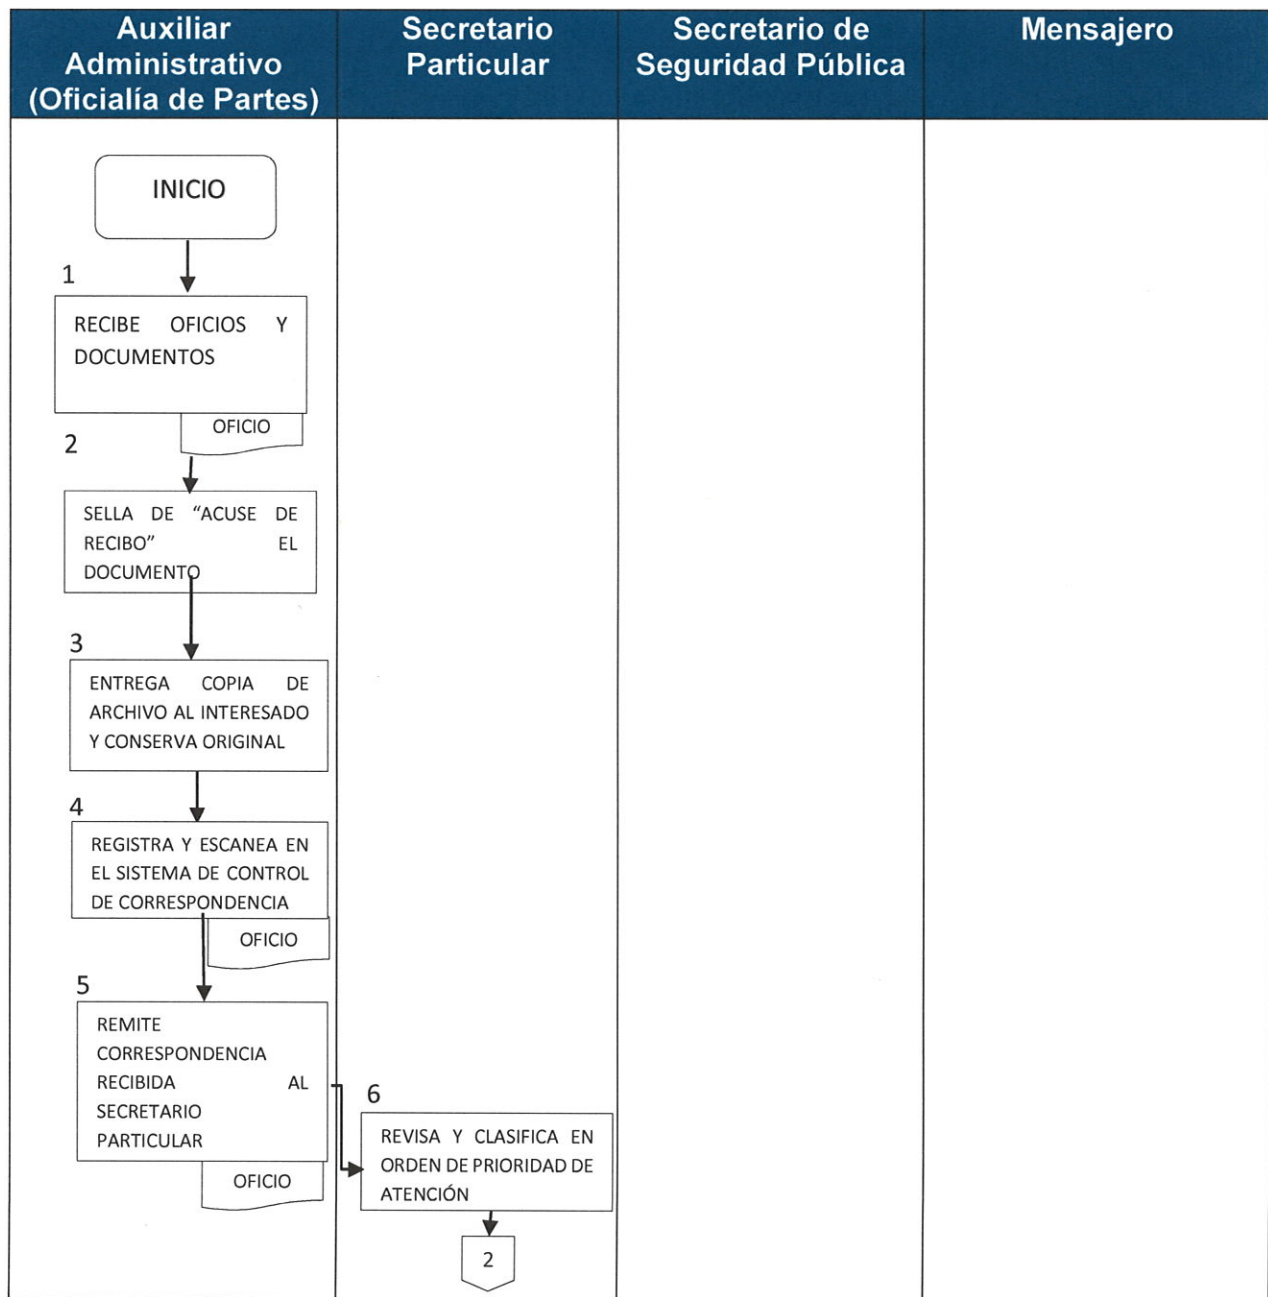 Auxiliar
Administrativo
(Oficialía de Partes)
Secretario
Particular
Secretario de
Seguridad Pública
Mensajero
INICIO
1
RECIBE OFICIOS Y
DOCUMENTOS
OFICIO
2
SELLA DE “ACUSE DE
RECIBO” EL
DOCUMENTO
3
ENTREGA COPIA DE
ARCHIVO AL INTERESADO
Y CONSERVA ORIGINAL
4
REGISTRA Y ESCANEA EN
EL SISTEMA DE CONTROL
DE CORRESPONDENCIA
OFICIO
5
REMITE
CORRESPONDENCIA
RECIBIDA AL
SECRETARIO
PARTICULAR
OFICIO
6
REVISA Y CLASIFICA EN
ORDEN DE PRIORIDAD DE
ATENCIÓN
2